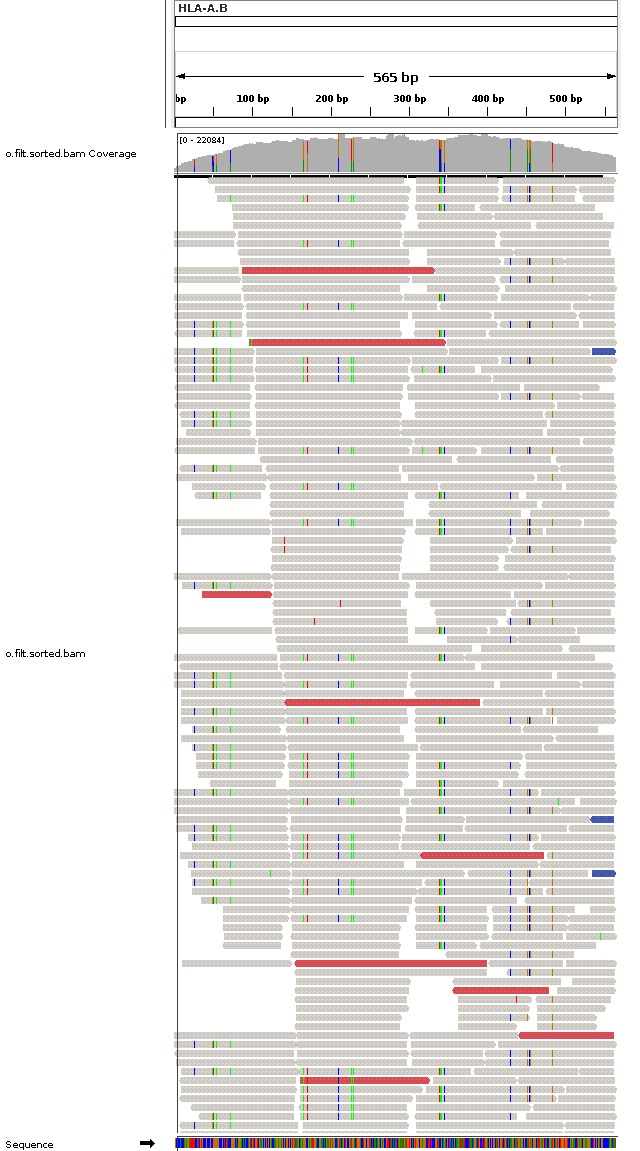 HLA-A.B
565 bp
bp 100 bp 200 bp 300 bp 400 bp 500 bp
[0 - 22084]
o.filt.sorted.bam Coverage
o.filt.sorted.bam
Sequence